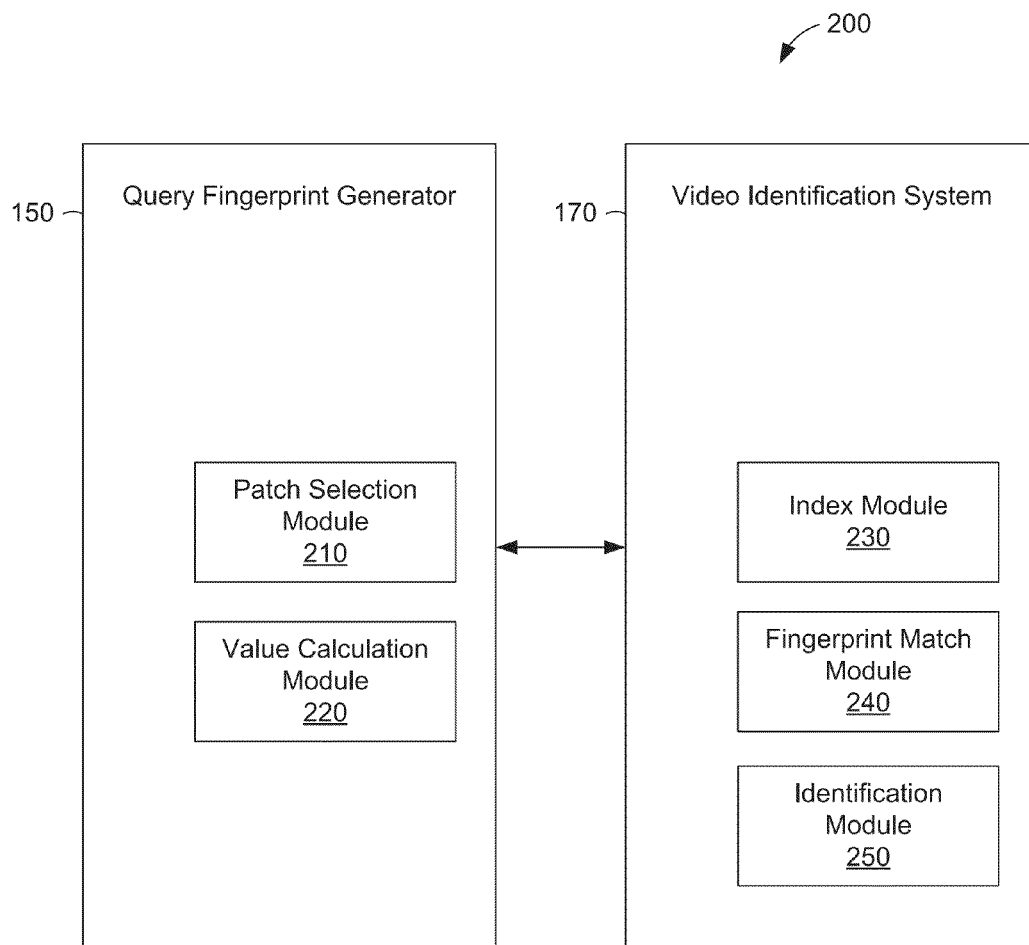 200
Query Fingerprint Generator
150
Video Identification System
170
Patch Selection
Module
210
Value Calculation
Module
220
Index Module
230
Fingerprint Match
Module
240
Identification
Module
250